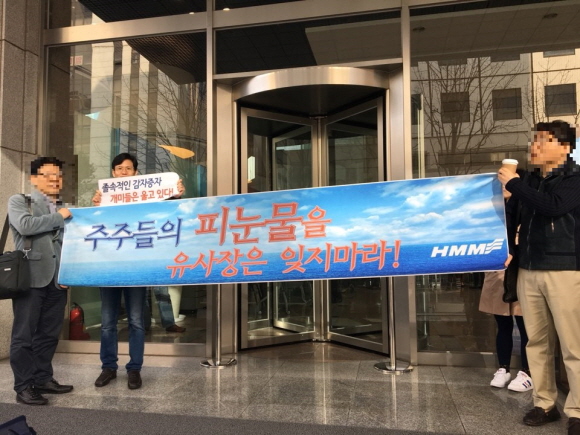 졸속적인 감자증자
개미들은 울고 있다!
주주들의 피눈물을
유사장은 잊지마라!
HMM